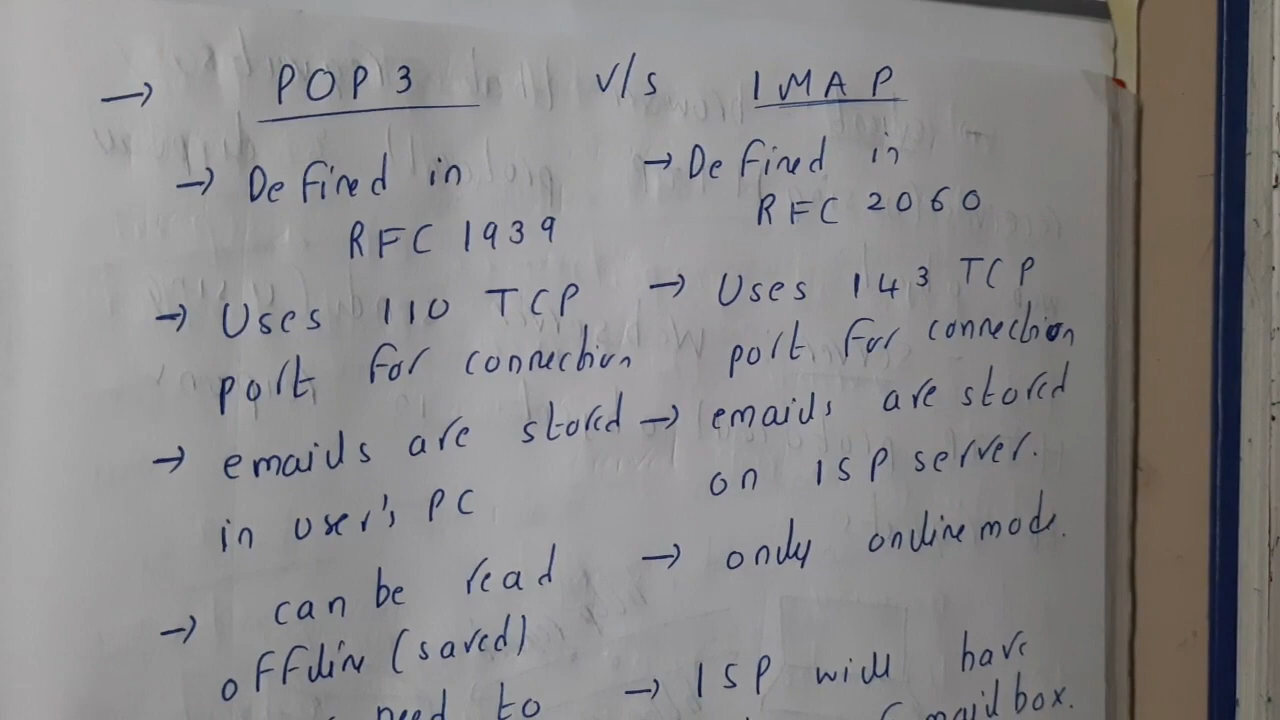 → POP3 v/s IMAP
→ Defined in → Defined in
RFC 1939 RFC 2060
→ Uses 110 TCP → Uses 143 TCP
port for connection port for connection
→ emails are stored → emails are stored
in user's PC on ISP server.
→ can be read → only online mode.
offline (saved)
need to → ISP will have
mailbox.